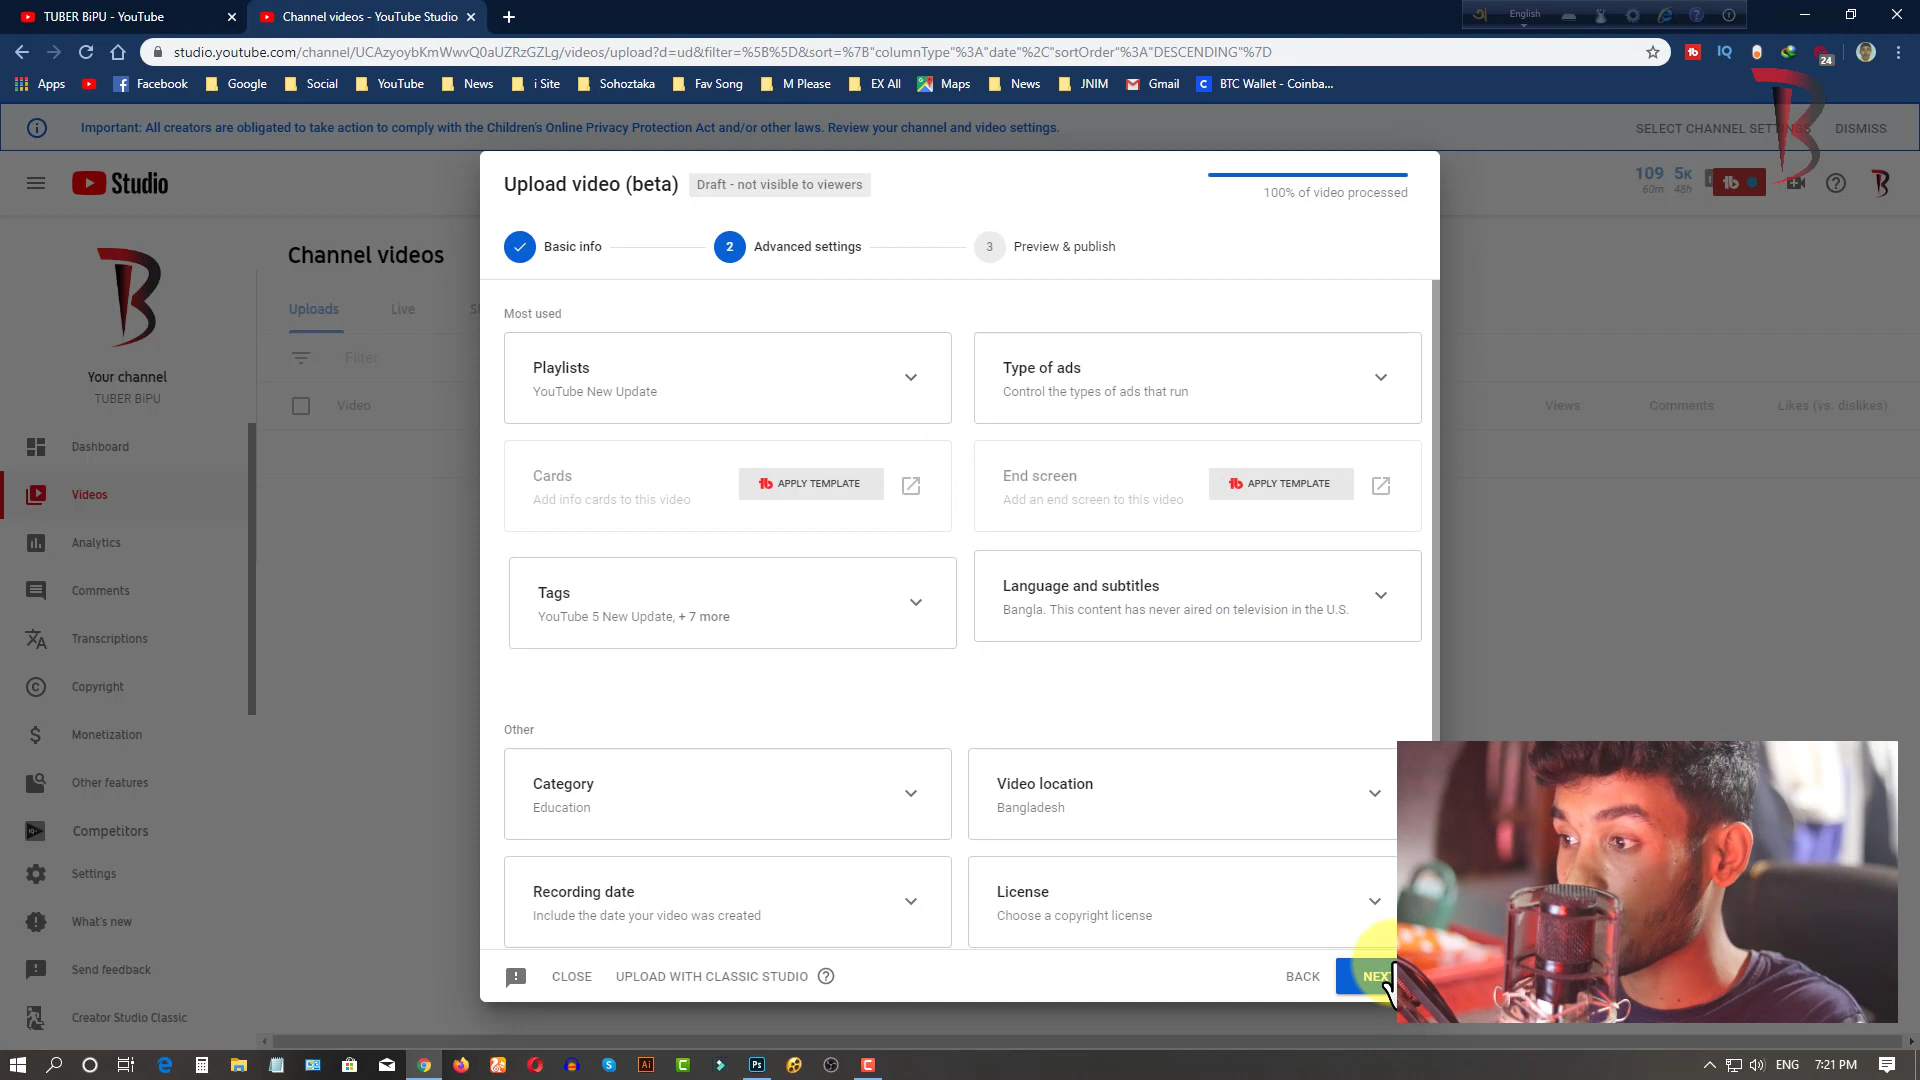 TUBER BiPU - YouTube
Channel videos - YouTube Studio
English
studio.youtube.com/channel/UCAzyoybKmWwvQ0aUZRzGZLg/videos/upload?d=ud&filter=%5B%5D&sort=%7B"columnType"%3A"date"%2C"sortOrder"%3A"DESCENDING"%7D
24
Apps
Facebook
Google
Social
YouTube
News
i Site
Sohoztaka
Fav Song
M Please
EX All
Maps
News
JNIM
Gmail
BTC Wallet - Coinba...
Important: All creators are obligated to take action to comply with the Children's Online Privacy Protection Act and/or other laws. Review your channel and video settings.
SELECT CHANNEL SETTINGS
DISMISS
Studio
109 60m
5K 48h
Upload video (beta)
Draft - not visible to viewers
100% of video processed
Basic info
2 Advanced settings
3 Preview & publish
Channel videos
Uploads
Live
Filter
Video
Views
Comments
Likes (vs. dislikes)
Your channel
TUBER BiPU
Dashboard
Videos
Analytics
Comments
Transcriptions
Copyright
Monetization
Other features
Competitors
Settings
What's new
Send feedback
Creator Studio Classic
Most used
Playlists
YouTube New Update
Type of ads
Control the types of ads that run
Cards
Add info cards to this video
APPLY TEMPLATE
End screen
Add an end screen to this video
APPLY TEMPLATE
Tags
YouTube 5 New Update, + 7 more
Language and subtitles
Bangla. This content has never aired on television in the U.S.
Other
Category
Education
Video location
Bangladesh
Recording date
Include the date your video was created
License
Choose a copyright license
CLOSE
UPLOAD WITH CLASSIC STUDIO
BACK
NEXT
ENG
7:21 PM